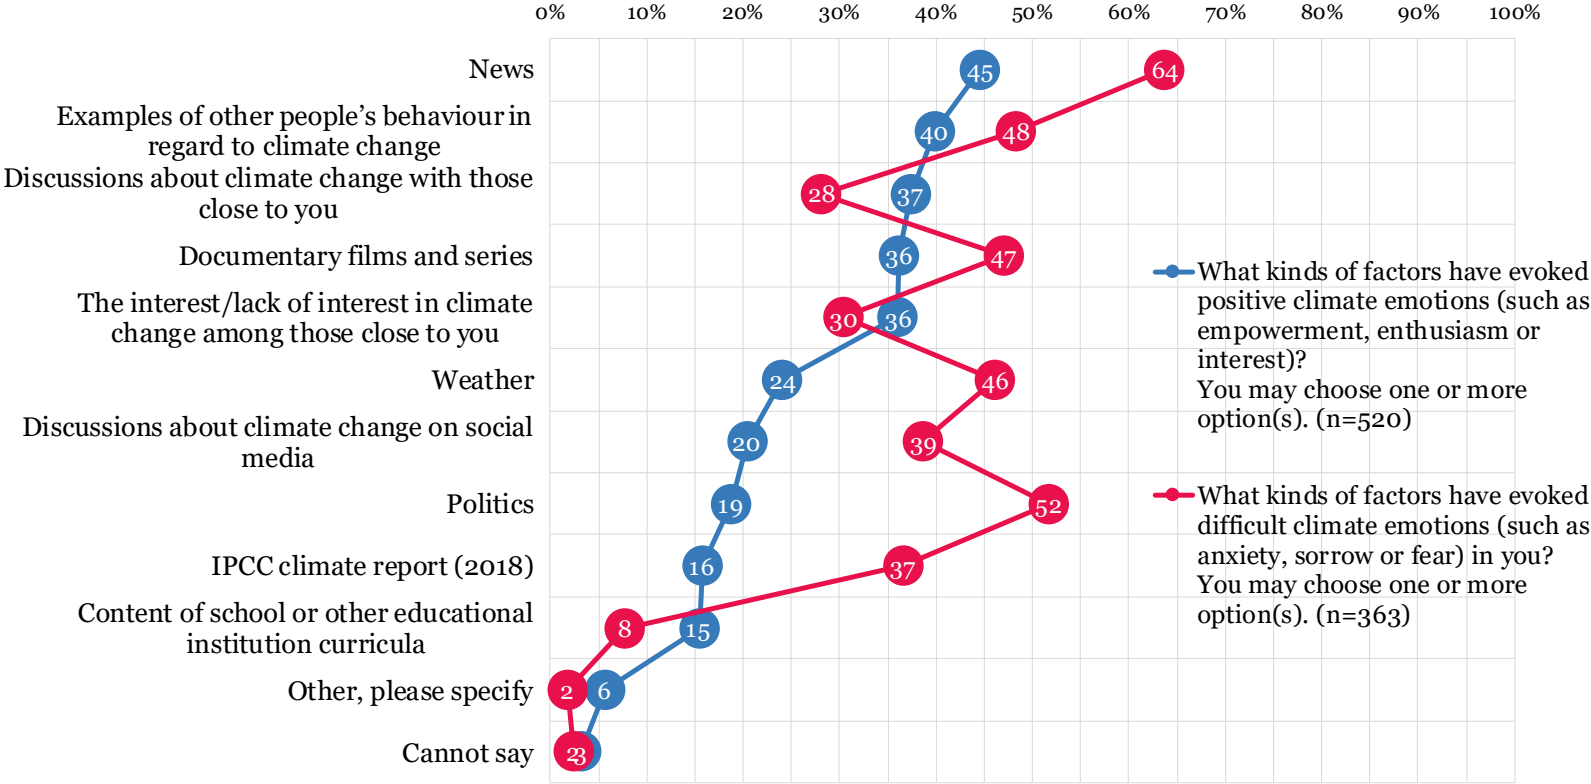 0% 10% 20% 30% 40% 50% 60% 70% 80% 90% 100%
News 45 64
Examples of other people’s behaviour in
regard to climate change 40 48
Discussions about climate change with those
close to you 28 37
Documentary films and series 36 47
The interest/lack of interest in climate
change among those close to you 30 36
Weather 24 46
Discussions about climate change on social
media 20 39
Politics 19 52
IPCC climate report (2018) 16 37
Content of school or other educational
institution curricula 8 15
Other, please specify 2 6
Cannot say 2 3
What kinds of factors have evoked
positive climate emotions (such as
empowerment, enthusiasm or
interest)?
You may choose one or more
option(s). (n=520)
What kinds of factors have evoked
difficult climate emotions (such as
anxiety, sorrow or fear) in you?
You may choose one or more
option(s). (n=363)